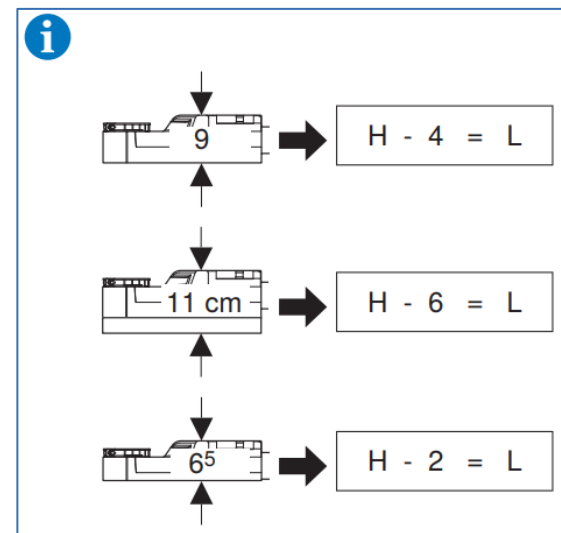 i
9 H - 4 = L
11 cm H - 6 = L
6⁵ H - 2 = L